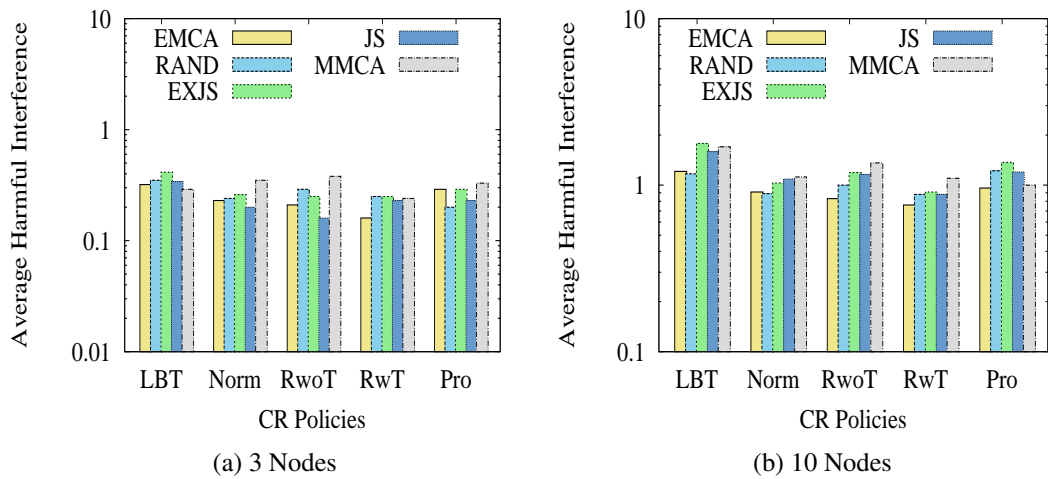 Average Harmful Interference
10
1
0.1
0.01
EMCA
RAND
EXJS
JS
MMCA
LBT Norm RwoT RwT Pro
CR Policies
(a) 3 Nodes
Average Harmful Interference
10
1
0.1
EMCA
RAND
EXJS
JS
MMCA
LBT Norm RwoT RwT Pro
CR Policies
(b) 10 Nodes